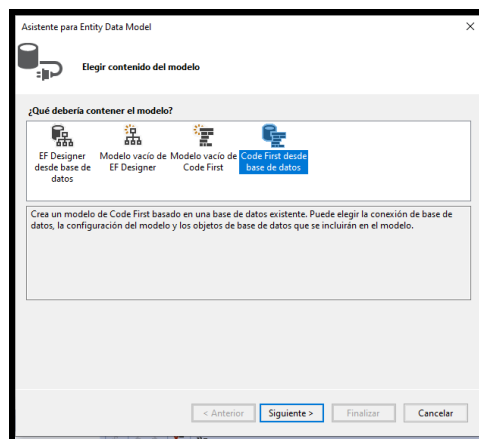 Asistente para Entity Data Model
Elegir contenido del modelo
¿Qué debería contener el modelo?
EF Designer
desde base de
datos
Modelo vacío de
EF Designer
Modelo vacío de
Code First
Code First desde
base de datos
Crea un modelo de Code First basado en una base de datos existente. Puede elegir la conexión de base de
datos, la configuración del modelo y los objetos de base de datos que se incluirán en el modelo.
< Anterior
Siguiente >
Finalizar
Cancelar